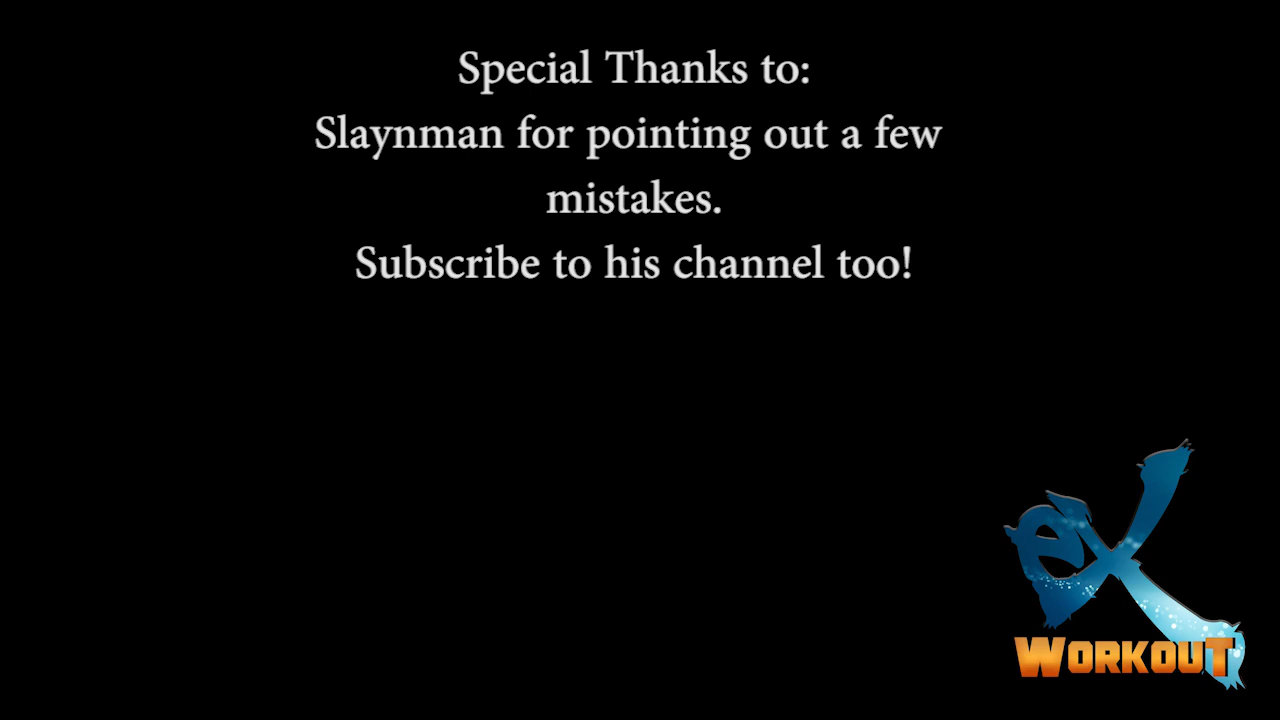 Special Thanks to:
Slaynman for pointing out a few
mistakes.
Subscribe to his channel too!
eX
WORKOUT